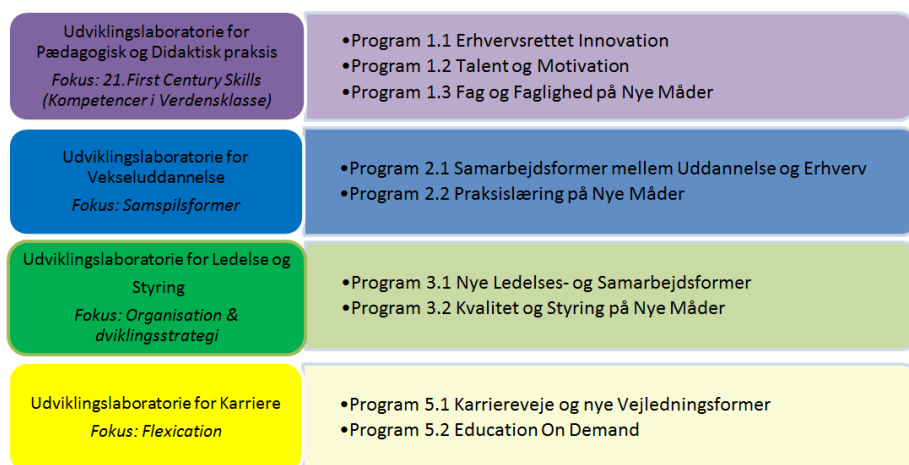 Udviklingslaboratorie for
Pædagogisk og Didaktisk praksis
Fokus: 21.First Century Skills
(Kompetencer i Verdensklasse)
•Program 1.1 Erhvervsrettet Innovation
•Program 1.2 Talent og Motivation
•Program 1.3 Fag og Faglighed på Nye Måder
Udviklingslaboratorie for
Vekseluddannelse
Fokus: Samspilsformer
•Program 2.1 Samarbejdsformer mellem Uddannelse og Erhverv
•Program 2.2 Praksislæring på Nye Måder
Udviklingslaboratorie for Ledelse og
Styring
Fokus: Organisation &
dviklingsstrategi
•Program 3.1 Nye Ledelses- og Samarbejdsformer
•Program 3.2 Kvalitet og Styring på Nye Måder
Udviklingslaboratorie for Karriere
Fokus: Flexication
•Program 5.1 Karriereveje og nye Vejledningsformer
•Program 5.2 Education On Demand